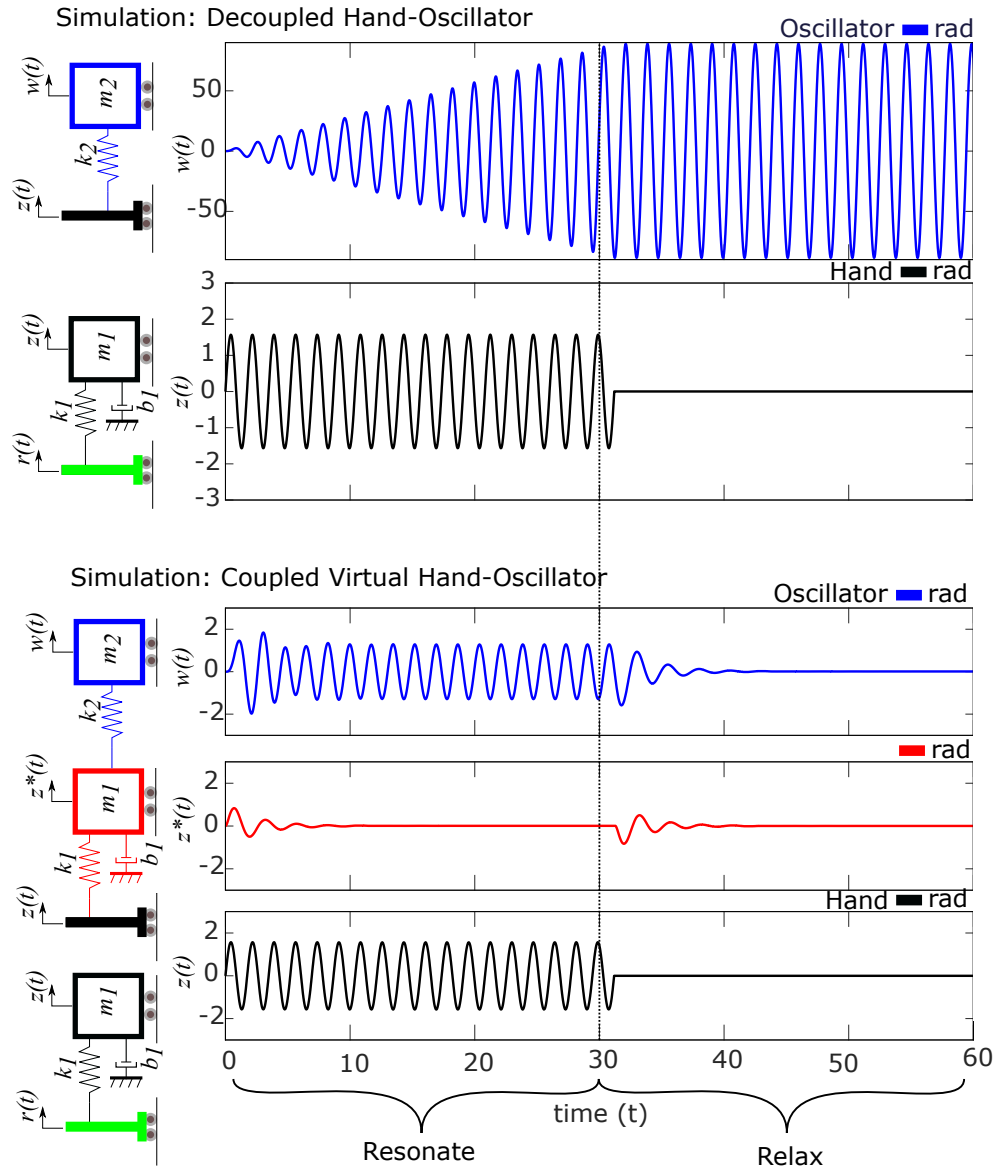 Simulation: Decoupled Hand-Oscillator
Oscillator rad
w(t)
m2
k2
z(t)
w(t)
50
0
-50
Hand rad
z(t)
m1
k1
b1
r(t)
z(t)
3
2
1
0
-1
-2
-3
Simulation: Coupled Virtual Hand-Oscillator
Oscillator rad
w(t)
m2
k2
w(t)
2
0
-2
rad
z*(t)
m1
k1
b1
z(t)
z*(t)
2
0
-2
Hand rad
z(t)
m1
k1
b1
r(t)
z(t)
2
0
-2
0 10 20 30 40 50 60
time (t)
Resonate Relax